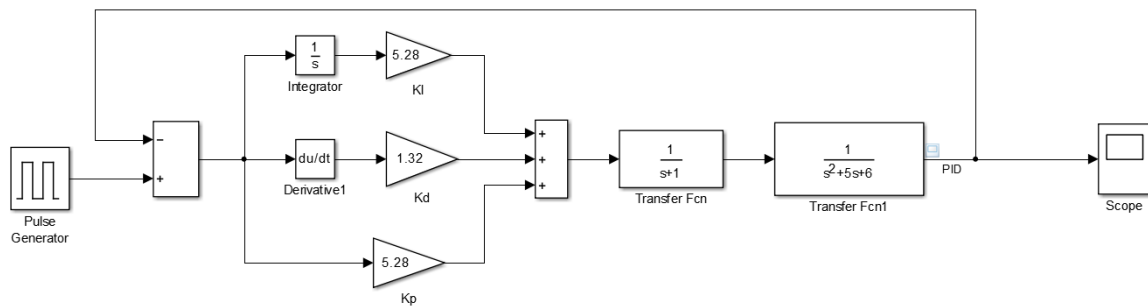 1
s
Integrator
5.28
KI
−
+
Pulse
Generator
du/dt
Derivative1
1.32
Kd
5.28
Kp
+
+
+
1
s+1
Transfer Fcn
1
s²+5s+6
Transfer Fcn1
PID
Scope